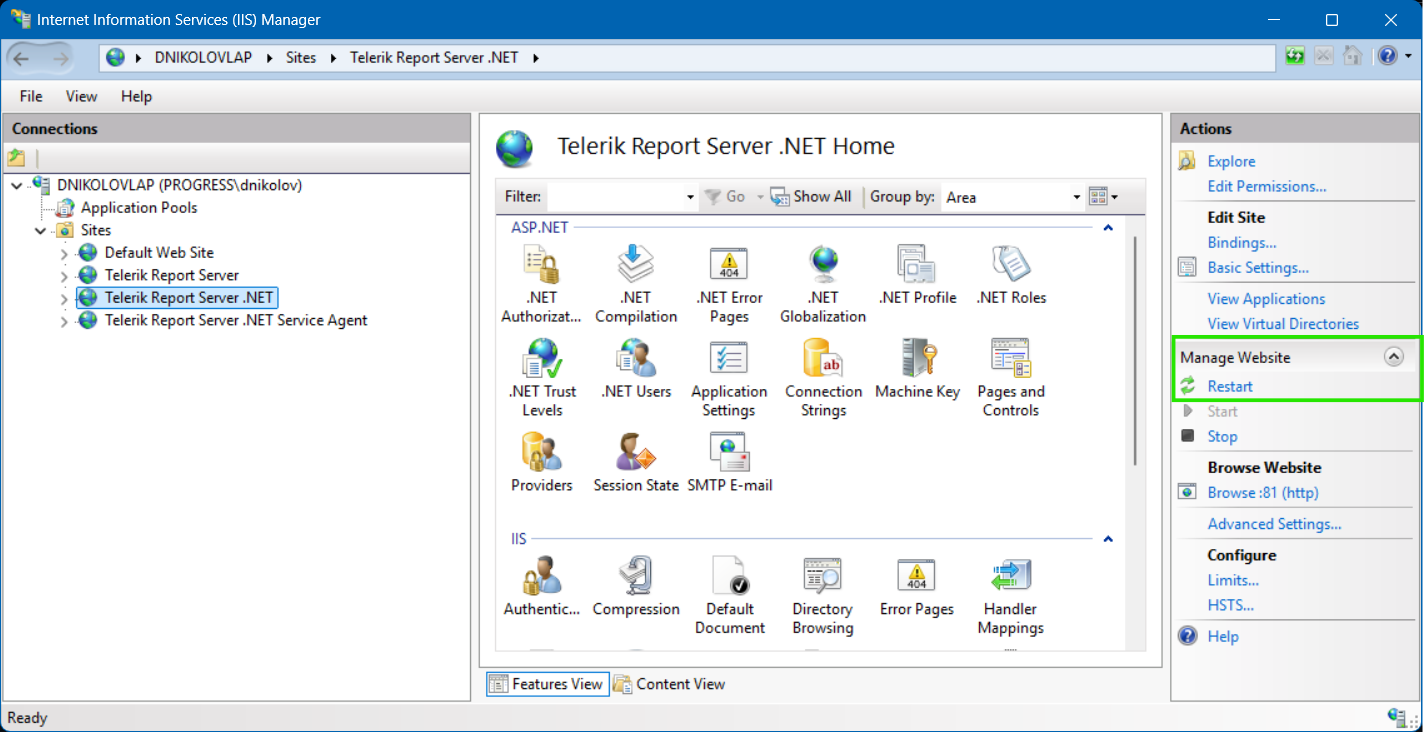 Internet Information Services (IIS) Manager
DNIKOLOVLAP Sites Telerik Report Server .NET
File View Help
Connections
DNIKOLOVLAP (PROGRESS\dnikolov)
Application Pools
Sites
Default Web Site
Telerik Report Server
Telerik Report Server .NET
Telerik Report Server .NET Service Agent
Telerik Report Server .NET Home
Filter: Go Show All Group by: Area
ASP.NET
.NET Authorizat...
.NET Compilation
404
.NET Error Pages
.NET Globalization
.NET Profile
.NET Roles
.NET Trust Levels
.NET Users
Application Settings
ab
Connection Strings
Machine Key
Pages and Controls
Providers
Session State
SMTP E-mail
IIS
Authentic...
Compression
Default Document
Directory Browsing
404
Error Pages
Handler Mappings
Features View Content View
Actions
Explore
Edit Permissions...
Edit Site
Bindings...
Basic Settings...
View Applications
View Virtual Directories
Manage Website
Restart
Start
Stop
Browse Website
Browse :81 (http)
Advanced Settings...
Configure
Limits...
HSTS...
Help
Ready